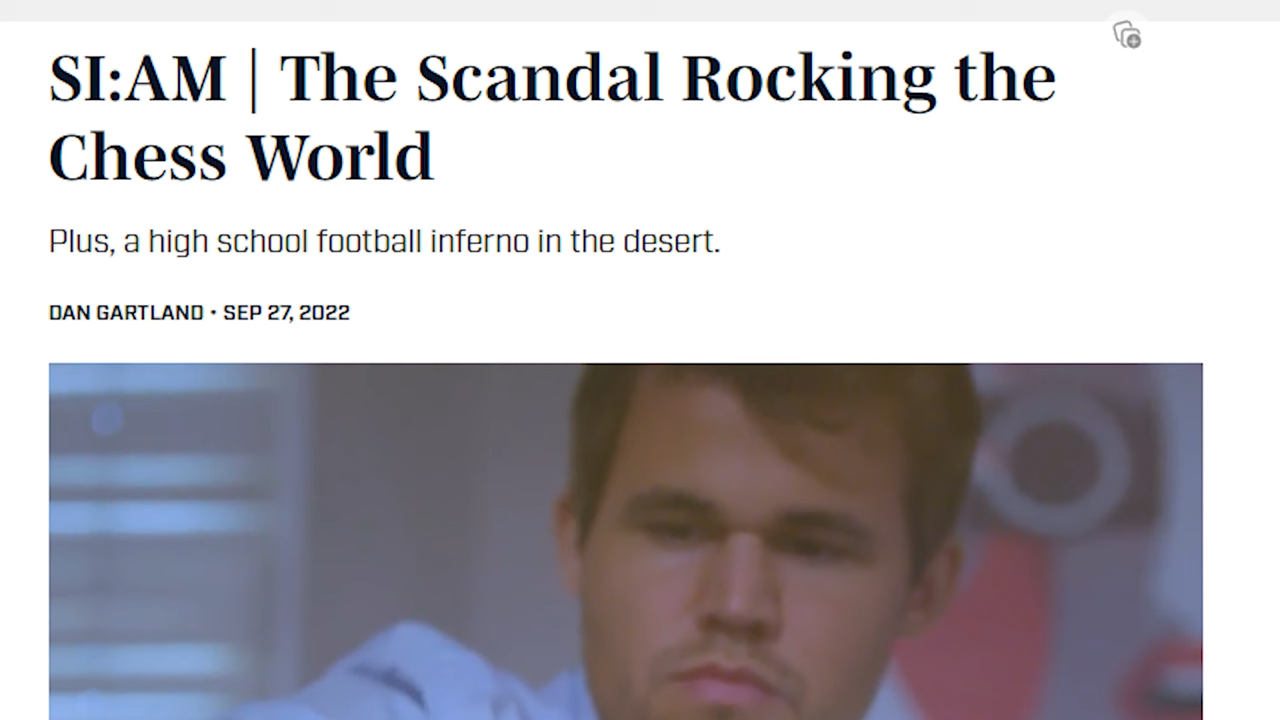 SI:AM | The Scandal Rocking the
Chess World
Plus, a high school football inferno in the desert.
DAN GARTLAND • SEP 27, 2022